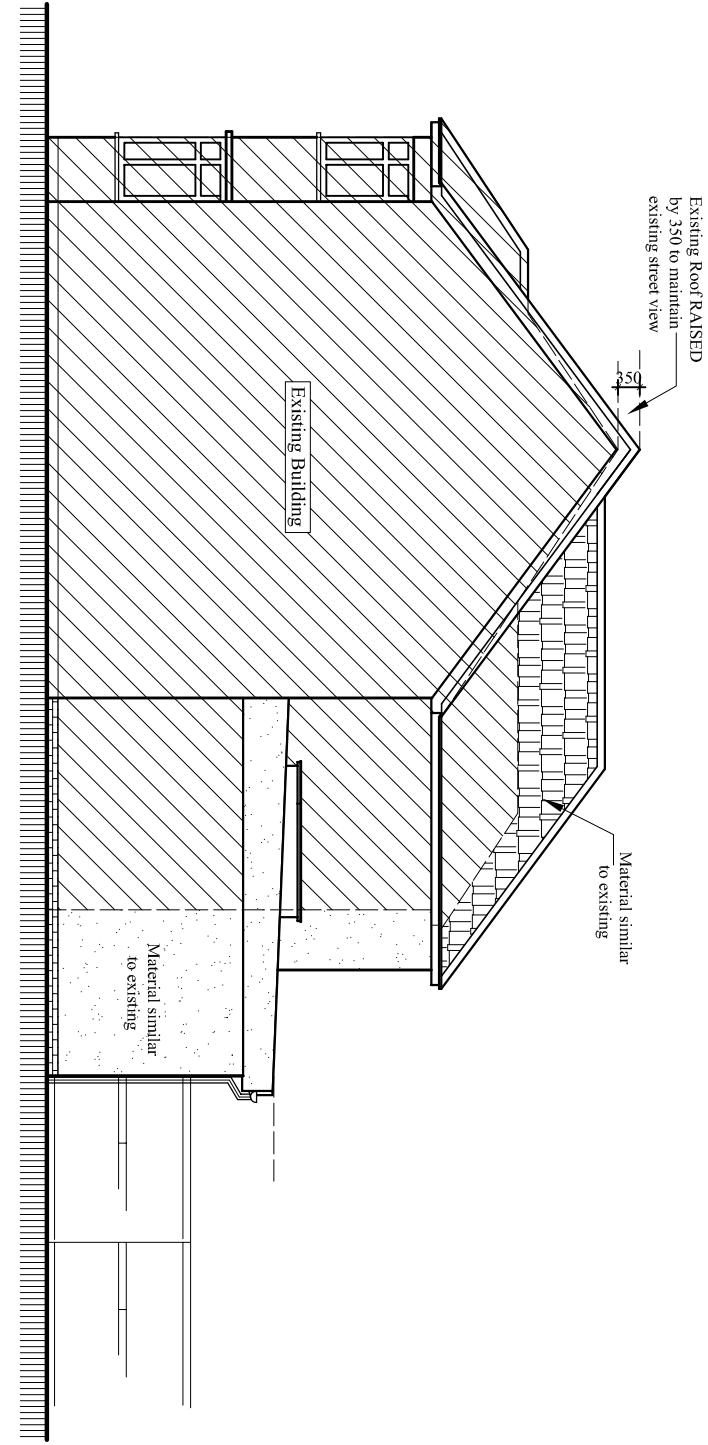 Existing Roof RAISED
by 350 to maintain
existing street view
350
Existing Building
Material similar
to existing
Material similar
to existing